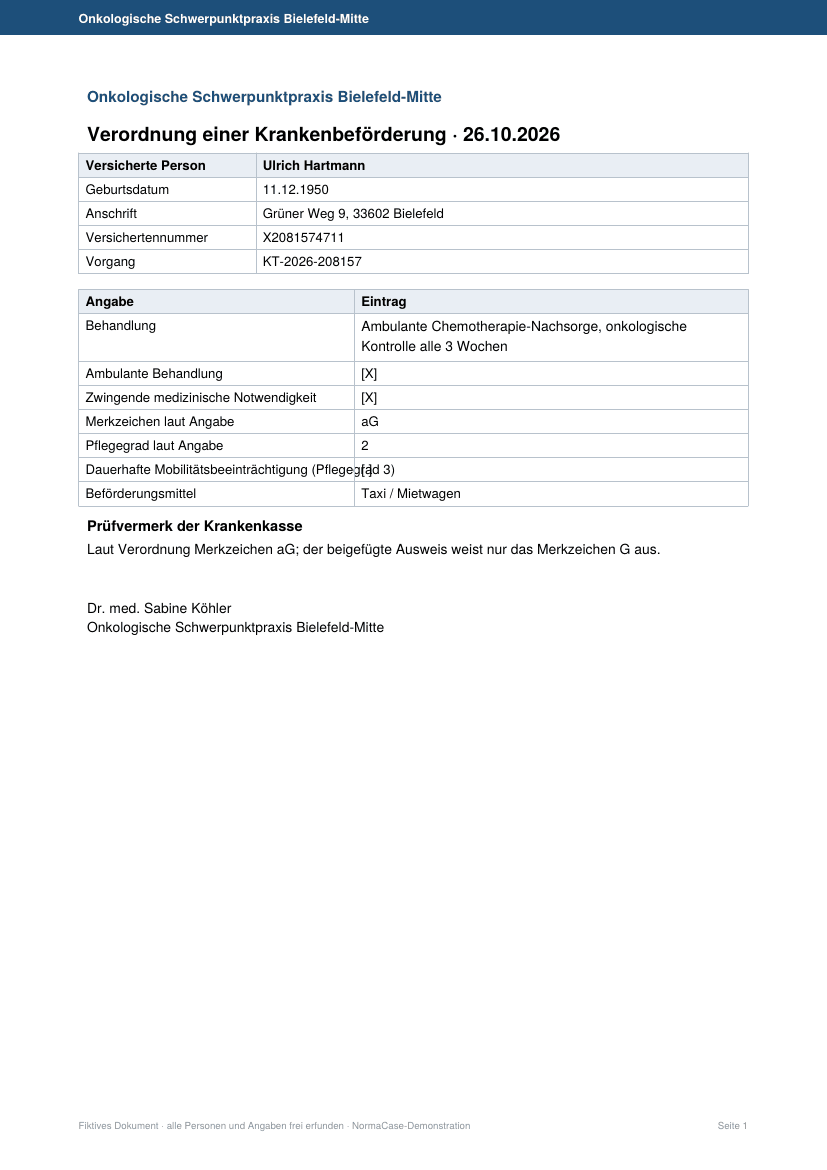 Onkologische Schwerpunktpraxis Bielefeld-Mitte
Onkologische Schwerpunktpraxis Bielefeld-Mitte
Verordnung einer Krankenbeförderung · 26.10.2026
Versicherte Person Ulrich Hartmann
Geburtsdatum 11.12.1950
Anschrift Grüner Weg 9, 33602 Bielefeld
Versichertennummer X2081574711
Vorgang KT-2026-208157
Angabe Eintrag
Behandlung Ambulante Chemotherapie-Nachsorge, onkologische
Kontrolle alle 3 Wochen
Ambulante Behandlung [X]
Zwingende medizinische Notwendigkeit [X]
Merkzeichen laut Angabe aG
Pflegegrad laut Angabe 2
Dauerhafte Mobilitätsbeeinträchtigung (Pflegegrad 3) [ ]
Beförderungsmittel Taxi / Mietwagen
Prüfvermerk der Krankenkasse
Laut Verordnung Merkzeichen aG; der beigefügte Ausweis weist nur das Merkzeichen G aus.
Dr. med. Sabine Köhler
Onkologische Schwerpunktpraxis Bielefeld-Mitte
Fiktives Dokument · alle Personen und Angaben frei erfunden · NormaCase-Demonstration Seite 1